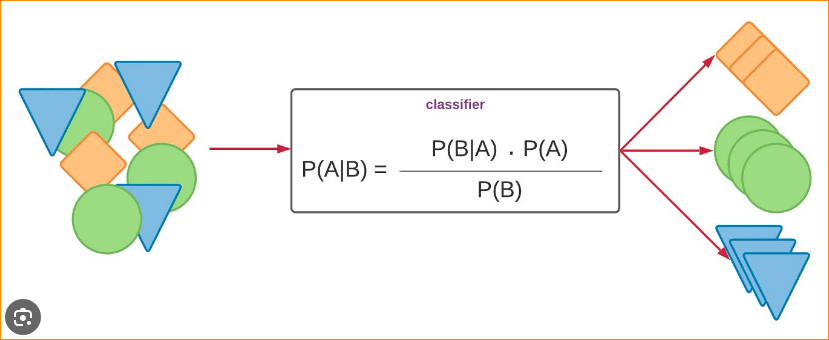 classifier
P(B|A) . P(A)
P(A|B) =
P(B)